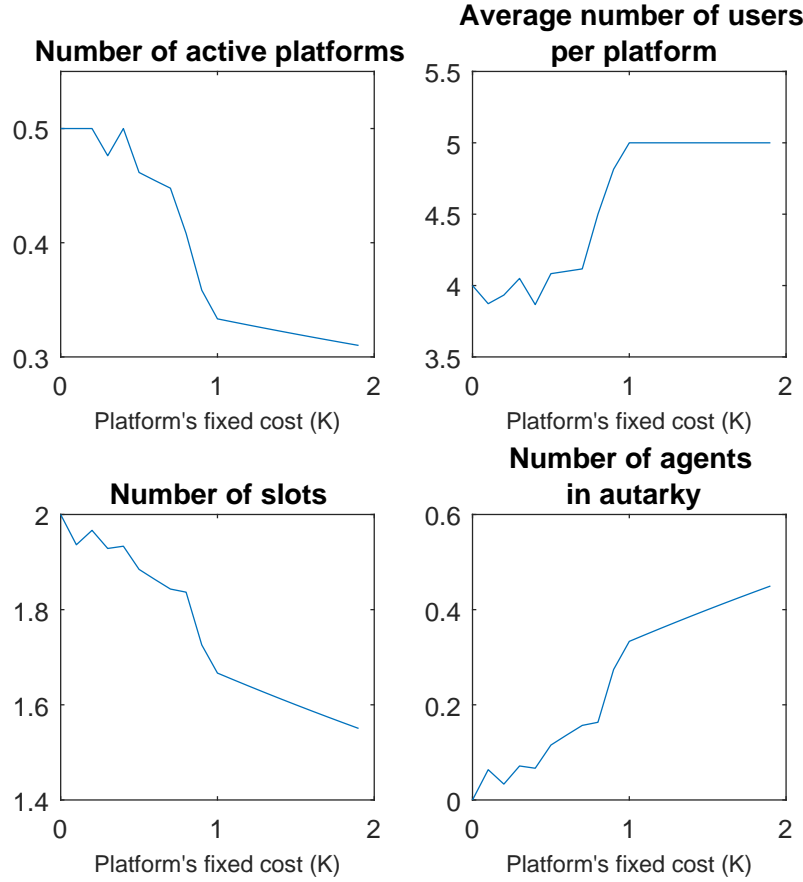 Number of active platforms
0.5
0.4
0.3
0
1
2
Platform's fixed cost (K)
Average number of users
per platform
5.5
5
4.5
4
3.5
0
1
2
Platform's fixed cost (K)
Number of slots
2
1.8
1.6
1.4
0
1
2
Platform's fixed cost (K)
Number of agents
in autarky
0.6
0.4
0.2
0
0
1
2
Platform's fixed cost (K)